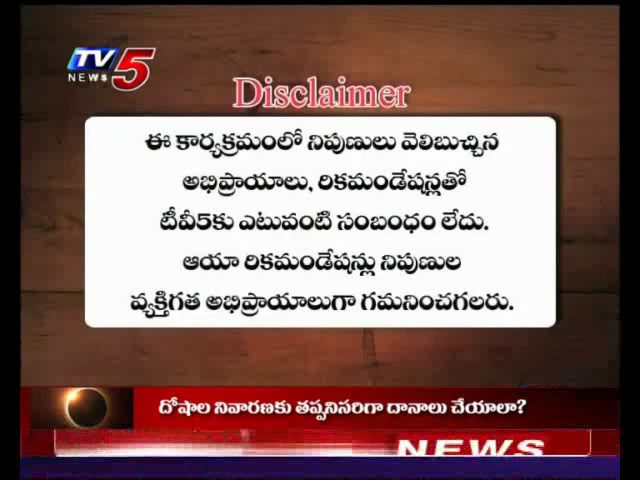 TV5
NEWS
Disclaimer
ఈ కార్యక్రమంలో నిపుణులు వెలిబుచ్చిన
అభిప్రాయాలు, రికమండేషన్లతో
టీవీ5కు ఎటువంటి సంబంధం లేదు.
ఆయా రికమండేషన్లు నిపుణుల
వ్యక్తిగత అభిప్రాయాలుగా గమనించగలరు.
దోషాల నివారణకు తప్పనిసరిగా దానాలు చేయాలా?
NEWS